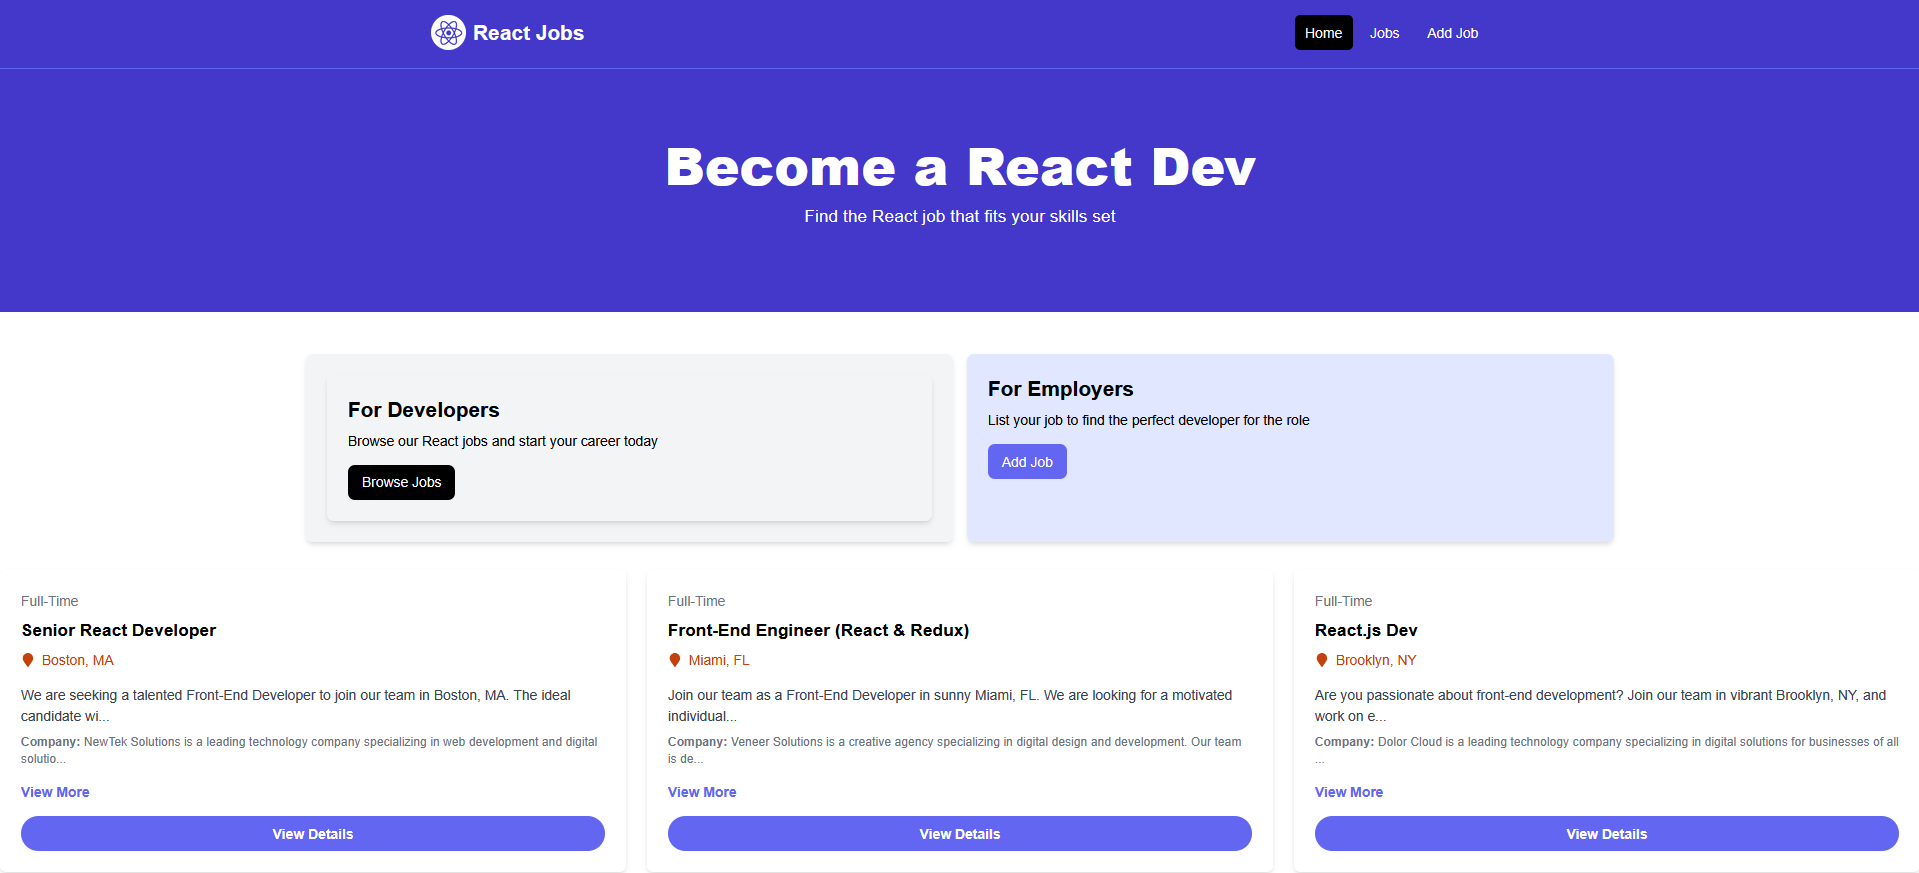 React Jobs
Home Jobs Add Job
Become a React Dev
Find the React job that fits your skills set
For Developers
Browse our React jobs and start your career today
Browse Jobs
For Employers
List your job to find the perfect developer for the role
Add Job
Full-Time
Senior React Developer
Boston, MA
We are seeking a talented Front-End Developer to join our team in Boston, MA. The ideal
candidate wi...
Company: NewTek Solutions is a leading technology company specializing in web development and digital
solutio...
View More
View Details
Full-Time
Front-End Engineer (React & Redux)
Miami, FL
Join our team as a Front-End Developer in sunny Miami, FL. We are looking for a motivated
individual...
Company: Veneer Solutions is a creative agency specializing in digital design and development. Our team
is de...
View More
View Details
Full-Time
React.js Dev
Brooklyn, NY
Are you passionate about front-end development? Join our team in vibrant Brooklyn, NY, and
work on e...
Company: Dolor Cloud is a leading technology company specializing in digital solutions for businesses of all
...
View More
View Details